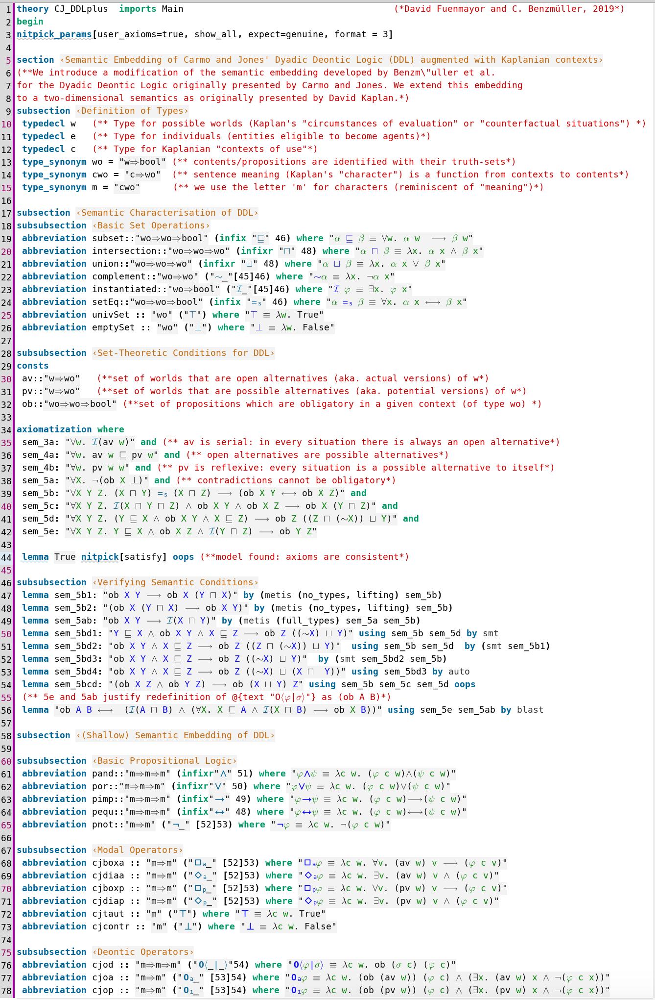 1 theory CJ_DDLplus  imports Main (*David Fuenmayor and C. Benzmüller, 2019*)
2 begin
3 nitpick_params[user_axioms=true, show_all, expect=genuine, format = 3]
4
5 section ‹Semantic Embedding of Carmo and Jones' Dyadic Deontic Logic (DDL) augmented with Kaplanian contexts›
6 (**We introduce a modification of the semantic embedding developed by Benzm\"uller et al.
7 for the Dyadic Deontic Logic originally presented by Carmo and Jones. We extend this embedding
8 to a two-dimensional semantics as originally presented by David Kaplan.*)
9 subsection ‹Definition of Types›
10 typedecl w   (** Type for possible worlds (Kaplan's "circumstances of evaluation" or "counterfactual situations") *)
11 typedecl e   (** Type for individuals (entities eligible to become agents)*)
12 typedecl c   (** Type for Kaplanian "contexts of use"*)
13 type_synonym wo = "w⇒bool" (** contents/propositions are identified with their truth-sets*)
14 type_synonym cwo = "c⇒wo"  (** sentence meaning (Kaplan's "character") is a function from contexts to contents*)
15 type_synonym m = "cwo"      (** we use the letter 'm' for characters (reminiscent of "meaning")*)
16
17 subsection ‹Semantic Characterisation of DDL›
18 subsubsection ‹Basic Set Operations›
19 abbreviation subset::"wo⇒wo⇒bool" (infix "⊑" 46) where "α ⊑ β ≡ ∀w. α w  ⟶ β w"
20 abbreviation intersection::"wo⇒wo⇒wo" (infixr "⊓" 48) where "α ⊓ β ≡ λx. α x ∧ β x"
21 abbreviation union::"wo⇒wo⇒wo" (infixr "⊔" 48) where "α ⊔ β ≡ λx. α x ∨ β x"
22 abbreviation complement::"wo⇒wo" ("∼_"[45]46) where "∼α ≡ λx. ¬α x"
23 abbreviation instantiated::"wo⇒bool" ("ℐ_"[45]46) where "ℐ φ ≡ ∃x. φ x"
24 abbreviation setEq::"wo⇒wo⇒bool" (infix "=ₛ" 46) where "α =ₛ β ≡ ∀x. α x ⟷ β x"
25 abbreviation univSet :: "wo" ("⊤") where "⊤ ≡ λw. True"
26 abbreviation emptySet :: "wo" ("⊥") where "⊥ ≡ λw. False"
27
28 subsubsection ‹Set-Theoretic Conditions for DDL›
29 consts
30 av::"w⇒wo"   (**set of worlds that are open alternatives (aka. actual versions) of w*)
31 pv::"w⇒wo"   (**set of worlds that are possible alternatives (aka. potential versions) of w*)
32 ob::"wo⇒wo⇒bool" (**set of propositions which are obligatory in a given context (of type wo) *)
33
34 axiomatization where
35 sem_3a: "∀w. ℐ(av w)" and (** av is serial: in every situation there is always an open alternative*)
36 sem_4a: "∀w. av w ⊑ pv w" and (** open alternatives are possible alternatives*)
37 sem_4b: "∀w. pv w w" and (** pv is reflexive: every situation is a possible alternative to itself*)
38 sem_5a: "∀X. ¬(ob X ⊥)" and (** contradictions cannot be obligatory*)
39 sem_5b: "∀X Y Z. (X ⊓ Y) =ₛ (X ⊓ Z) ⟶ (ob X Y ⟷ ob X Z)" and
40 sem_5c: "∀X Y Z. ℐ(X ⊓ Y ⊓ Z) ∧ ob X Y ∧ ob X Z ⟶ ob X (Y ⊓ Z)" and
41 sem_5d: "∀X Y Z. (Y ⊑ X ∧ ob X Y ∧ X ⊑ Z) ⟶ ob Z ((Z ⊓ (∼X)) ⊔ Y)" and
42 sem_5e: "∀X Y Z. Y ⊑ X ∧ ob X Z ∧ ℐ(Y ⊓ Z) ⟶ ob Y Z"
43
44 lemma True nitpick[satisfy] oops (**model found: axioms are consistent*)
45
46 subsubsection ‹Verifying Semantic Conditions›
47 lemma sem_5b1: "ob X Y ⟶ ob X (Y ⊓ X)" by (metis (no_types, lifting) sem_5b)
48 lemma sem_5b2: "(ob X (Y ⊓ X) ⟶ ob X Y)" by (metis (no_types, lifting) sem_5b)
49 lemma sem_5ab: "ob X Y ⟶ ℐ(X ⊓ Y)" by (metis (full_types) sem_5a sem_5b)
50 lemma sem_5bd1: "Y ⊑ X ∧ ob X Y ∧ X ⊑ Z ⟶ ob Z ((∼X) ⊔ Y)" using sem_5b sem_5d by smt
51 lemma sem_5bd2: "ob X Y ∧ X ⊑ Z ⟶ ob Z ((Z ⊓ (∼X)) ⊔ Y)"  using sem_5b sem_5d  by (smt sem_5b1)
52 lemma sem_5bd3: "ob X Y ∧ X ⊑ Z ⟶ ob Z ((∼X) ⊔ Y)"  by (smt sem_5bd2 sem_5b)
53 lemma sem_5bd4: "ob X Y ∧ X ⊑ Z ⟶ ob Z ((∼X) ⊔ (X ⊓  Y))" using sem_5bd3 by auto
54 lemma sem_5bcd: "(ob X Z ∧ ob Y Z) ⟶ ob (X ⊔ Y) Z" using sem_5b sem_5c sem_5d oops
55 (** 5e and 5ab justify redefinition of @{text "O⟨φ|σ⟩"} as (ob A B)*)
56 lemma "ob A B ⟷  (ℐ(A ⊓ B) ∧ (∀X. X ⊑ A ∧ ℐ(X ⊓ B) ⟶ ob X B))" using sem_5e sem_5ab by blast
57
58 subsection ‹(Shallow) Semantic Embedding of DDL›
59
60 subsubsection ‹Basic Propositional Logic›
61 abbreviation pand::"m⇒m⇒m" (infixr"∧" 51) where "φ∧ψ ≡ λc w. (φ c w)∧(ψ c w)"
62 abbreviation por::"m⇒m⇒m" (infixr"∨" 50) where "φ∨ψ ≡ λc w. (φ c w)∨(ψ c w)"
63 abbreviation pimp::"m⇒m⇒m" (infix"→" 49) where "φ→ψ ≡ λc w. (φ c w)⟶(ψ c w)"
64 abbreviation pequ::"m⇒m⇒m" (infix"↔" 48) where "φ↔ψ ≡ λc w. (φ c w)⟷(ψ c w)"
65 abbreviation pnot::"m⇒m" ("¬_" [52]53) where "¬φ ≡ λc w. ¬(φ c w)"
66
67 subsubsection ‹Modal Operators›
68 abbreviation cjboxa :: "m⇒m" ("□ₐ_" [52]53) where "□ₐφ ≡ λc w. ∀v. (av w) v ⟶ (φ c v)"
69 abbreviation cjdiaa :: "m⇒m" ("◇ₐ_" [52]53) where "◇ₐφ ≡ λc w. ∃v. (av w) v ∧ (φ c v)"
70 abbreviation cjboxp :: "m⇒m" ("□ₚ_" [52]53) where "□ₚφ ≡ λc w. ∀v. (pv w) v ⟶ (φ c v)"
71 abbreviation cjdiap :: "m⇒m" ("◇ₚ_" [52]53) where "◇ₚφ ≡ λc w. ∃v. (pv w) v ∧ (φ c v)"
72 abbreviation cjtaut :: "m" ("⊤") where "⊤ ≡ λc w. True"
73 abbreviation cjcontr :: "m" ("⊥") where "⊥ ≡ λc w. False"
74
75 subsubsection ‹Deontic Operators›
76 abbreviation cjod :: "m⇒m⇒m" ("O⟨_|_⟩"54) where "O⟨φ|σ⟩ ≡ λc w. ob (σ c) (φ c)"
77 abbreviation cjoa :: "m⇒m" ("Oₐ_" [53]54) where "Oₐφ ≡ λc w. (ob (av w)) (φ c) ∧ (∃x. (av w) x ∧ ¬(φ c x))"
78 abbreviation cjop :: "m⇒m" ("Oᵢ_" [53]54) where "Oᵢφ ≡ λc w. (ob (pv w)) (φ c) ∧ (∃x. (pv w) x ∧ ¬(φ c x))"